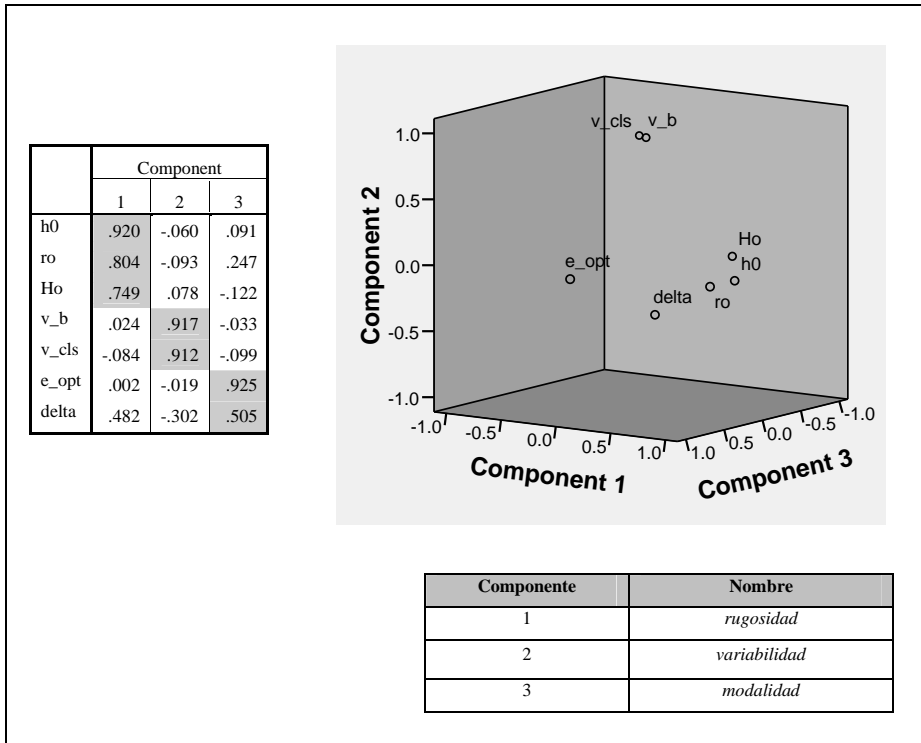 Component
1 2 3
h0 .920 -.060 .091
ro .804 -.093 .247
Ho .749 .078 -.122
v_b .024 .917 -.033
v_cls -.084 .912 -.099
e_opt .002 -.019 .925
delta .482 -.302 .505
v_cls v_b
1.0
0.5
0.0
-0.5
-1.0
Component 2
Ho
e_opt
h0
delta
ro
-1.0 -0.5 0.0 0.5 1.0
Component 1
1.0 0.5 0.0 -0.5 -1.0
Component 3
Componente Nombre
1 rugosidad
2 variabilidad
3 modalidad